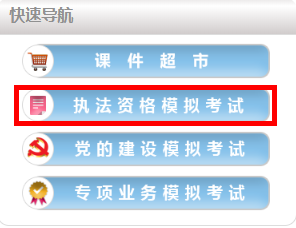 快速导航
课件超市
执法资格模拟考试
党的建设模拟考试
专项业务模拟考试